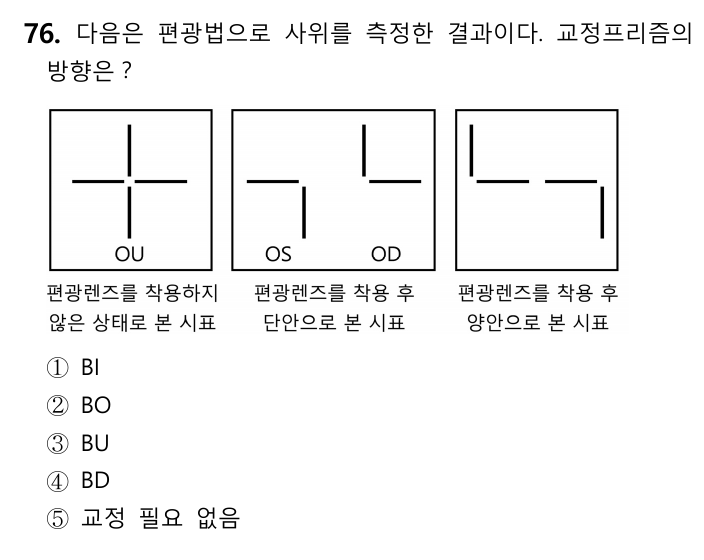 76. 다음은 편광법으로 사위를 측정한 결과이다. 교정프리즘의
방향은 ?
OU
OS OD
편광렌즈를 착용하지 편광렌즈를 착용 후 편광렌즈를 착용 후
않은 상태로 본 시표 단안으로 본 시표 양안으로 본 시표
① BI
② BO
③ BU
④ BD
⑤ 교정 필요 없음